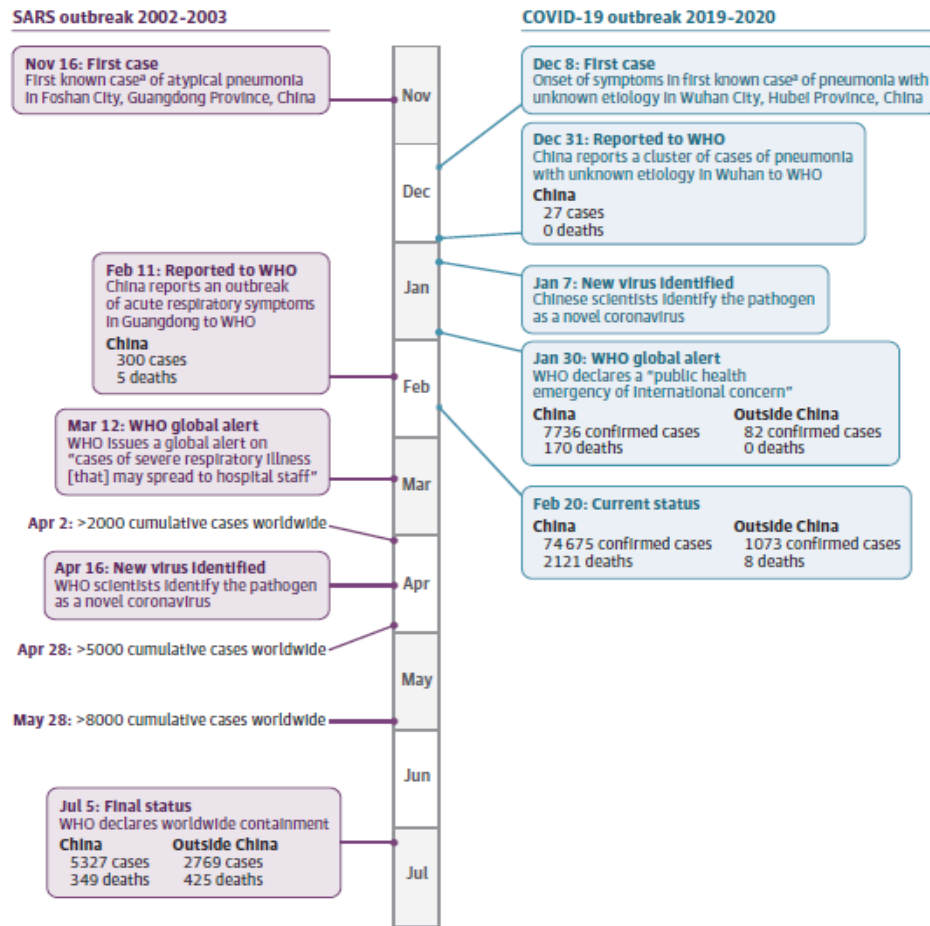 SARS outbreak 2002-2003
Nov 16: First case
First known caseª of atypical pneumonia
in Foshan City, Guangdong Province, China
Feb 11: Reported to WHO
China reports an outbreak
of acute respiratory symptoms
in Guangdong to WHO
China
300 cases
5 deaths
Mar 12: WHO global alert
WHO issues a global alert on
"cases of severe respiratory illness
[that] may spread to hospital staff"
Apr 2: >2000 cumulative cases worldwide
Apr 16: New virus identified
WHO scientists identify the pathogen
as a novel coronavirus
Apr 28: >5000 cumulative cases worldwide
May 28: >8000 cumulative cases worldwide
Jul 5: Final status
WHO declares worldwide containment
China Outside China
5327 cases 2769 cases
349 deaths 425 deaths
Nov
Dec
Jan
Feb
Mar
Apr
May
Jun
Jul
COVID-19 outbreak 2019-2020
Dec 8: First case
Onset of symptoms in first known caseª of pneumonia with
unknown etiology in Wuhan City, Hubei Province, China
Dec 31: Reported to WHO
China reports a cluster of cases of pneumonia
with unknown etiology in Wuhan to WHO
China
27 cases
0 deaths
Jan 7: New virus identified
Chinese scientists identify the pathogen
as a novel coronavirus
Jan 30: WHO global alert
WHO declares a "public health
emergency of international concern"
China Outside China
7736 confirmed cases 82 confirmed cases
170 deaths 0 deaths
Feb 20: Current status
China Outside China
74 675 confirmed cases 1073 confirmed cases
2121 deaths 8 deaths